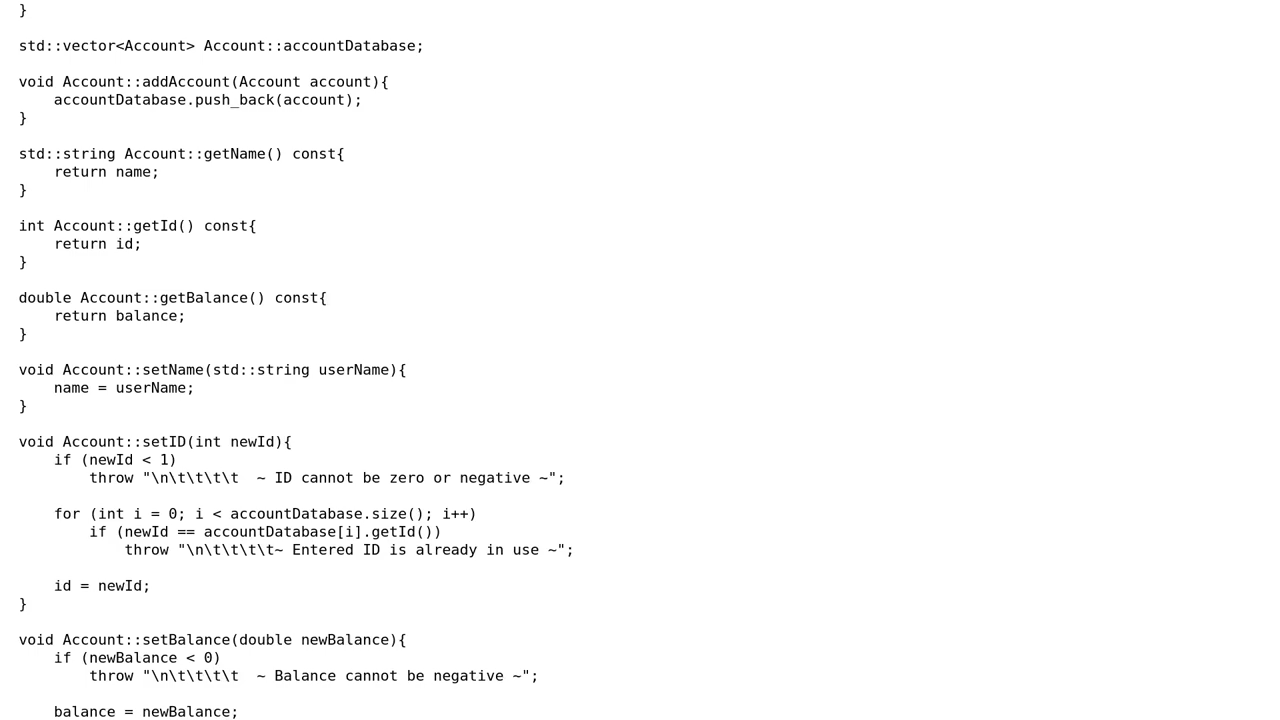 }
std::vector<Account> Account::accountDatabase;
void Account::addAccount(Account account){
    accountDatabase.push_back(account);
}
std::string Account::getName() const{
    return name;
}
int Account::getId() const{
    return id;
}
double Account::getBalance() const{
    return balance;
}
void Account::setName(std::string userName){
    name = userName;
}
void Account::setID(int newId){
    if (newId < 1)
        throw "\n\t\t\t\t  ~ ID cannot be zero or negative ~";
    for (int i = 0; i < accountDatabase.size(); i++)
        if (newId == accountDatabase[i].getId())
            throw "\n\t\t\t\t~ Entered ID is already in use ~";
    id = newId;
}
void Account::setBalance(double newBalance){
    if (newBalance < 0)
        throw "\n\t\t\t\t  ~ Balance cannot be negative ~";
    balance = newBalance;